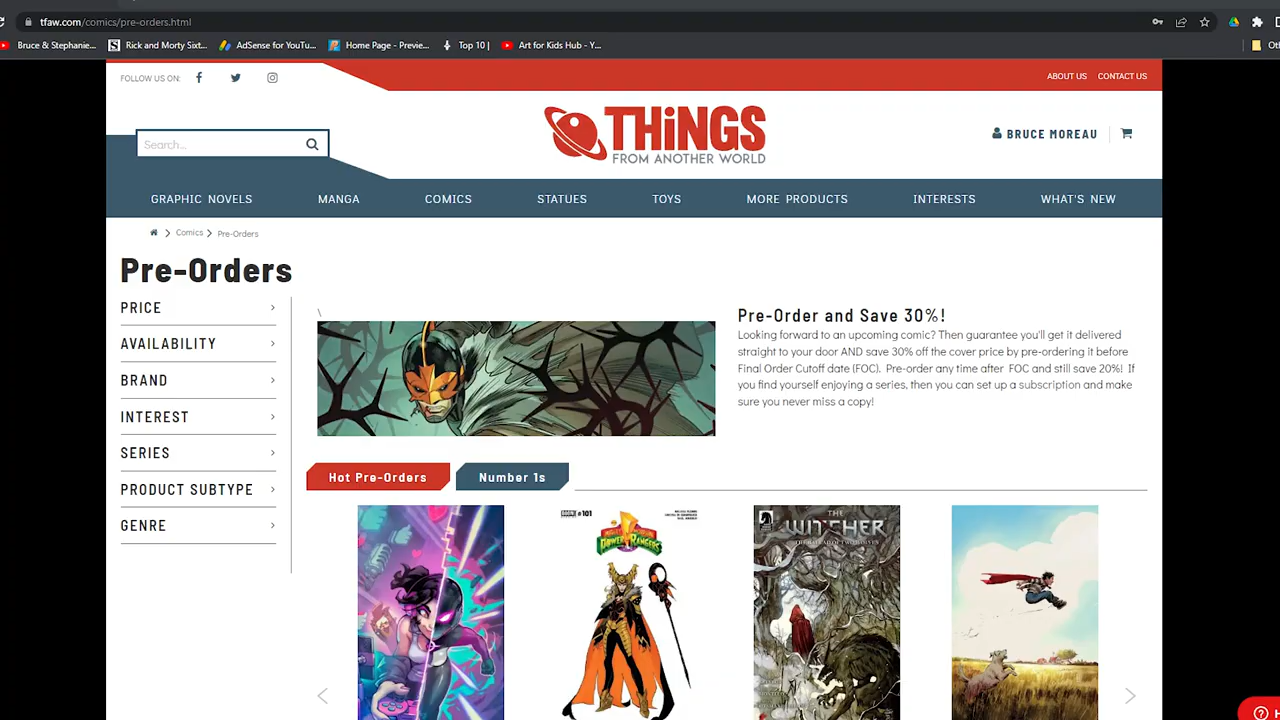 tfaw.com/comics/pre-orders.html
Bruce & Stephanie...
Rick and Morty Sixt...
AdSense for YouTu...
Home Page - Previe...
Top 10 |
Art for Kids Hub - Y...
FOLLOW US ON:
ABOUT US
CONTACT US
Search...
THiNGS
FROM ANOTHER WORLD
BRUCE MOREAU
GRAPHIC NOVELS
MANGA
COMICS
STATUES
TOYS
MORE PRODUCTS
INTERESTS
WHAT'S NEW
Comics
Pre-Orders
Pre-Orders
PRICE
AVAILABILITY
BRAND
INTEREST
SERIES
PRODUCT SUBTYPE
GENRE
\
Pre-Order and Save 30%!
Looking forward to an upcoming comic? Then guarantee you'll get it delivered
straight to your door AND save 30% off the cover price by pre-ordering it before
Final Order Cutoff date (FOC). Pre-order any time after FOC and still save 20%! If
you find yourself enjoying a series, then you can set up a subscription and make
sure you never miss a copy!
Hot Pre-Orders
Number 1s
#101
POWER RANGERS
THE
WITCHER